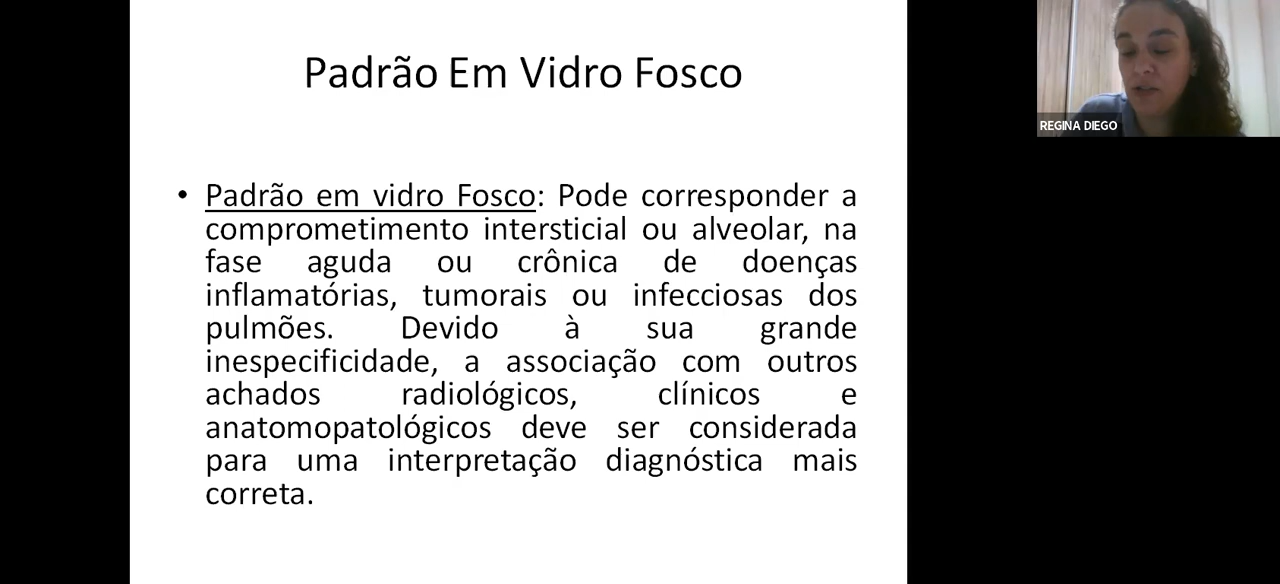 Padrão Em Vidro Fosco
REGINA DIEGO
• Padrão em vidro Fosco: Pode corresponder a
comprometimento intersticial ou alveolar, na
fase aguda ou crônica de doenças
inflamatórias, tumorais ou infecciosas dos
pulmões. Devido à sua grande
inespecificidade, a associação com outros
achados radiológicos, clínicos e
anatomopatológicos deve ser considerada
para uma interpretação diagnóstica mais
correta.